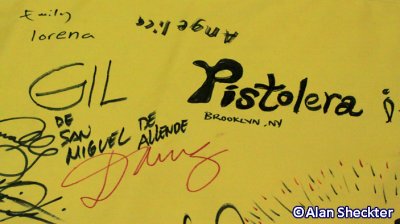 Emily
lorena
Angelica
GIL
DE
SAN DE
MIGUEL ALLENDE
Pistolera
BROOKLYN, NY
©Alan Sheckter